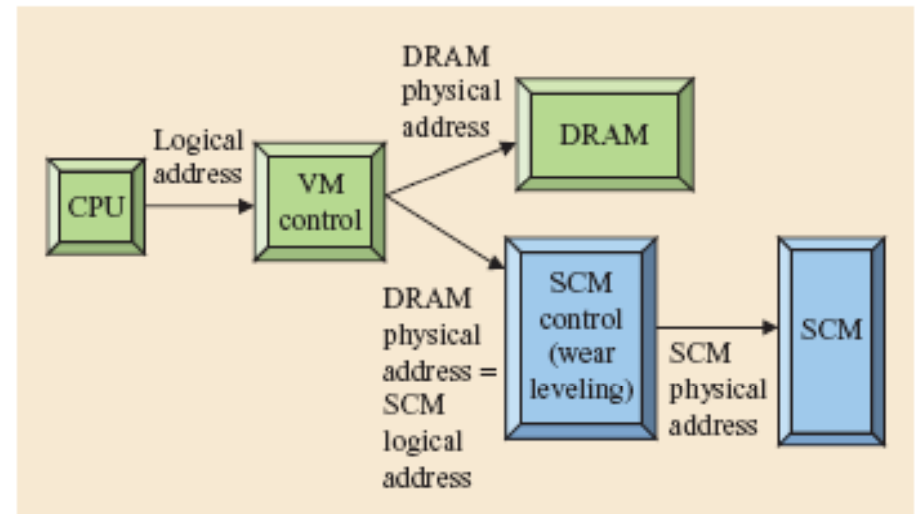 CPU
Logical
address
VM
control
DRAM
physical
address
DRAM
DRAM
physical
address =
SCM
logical
address
SCM
control
(wear
leveling)
SCM
physical
address
SCM